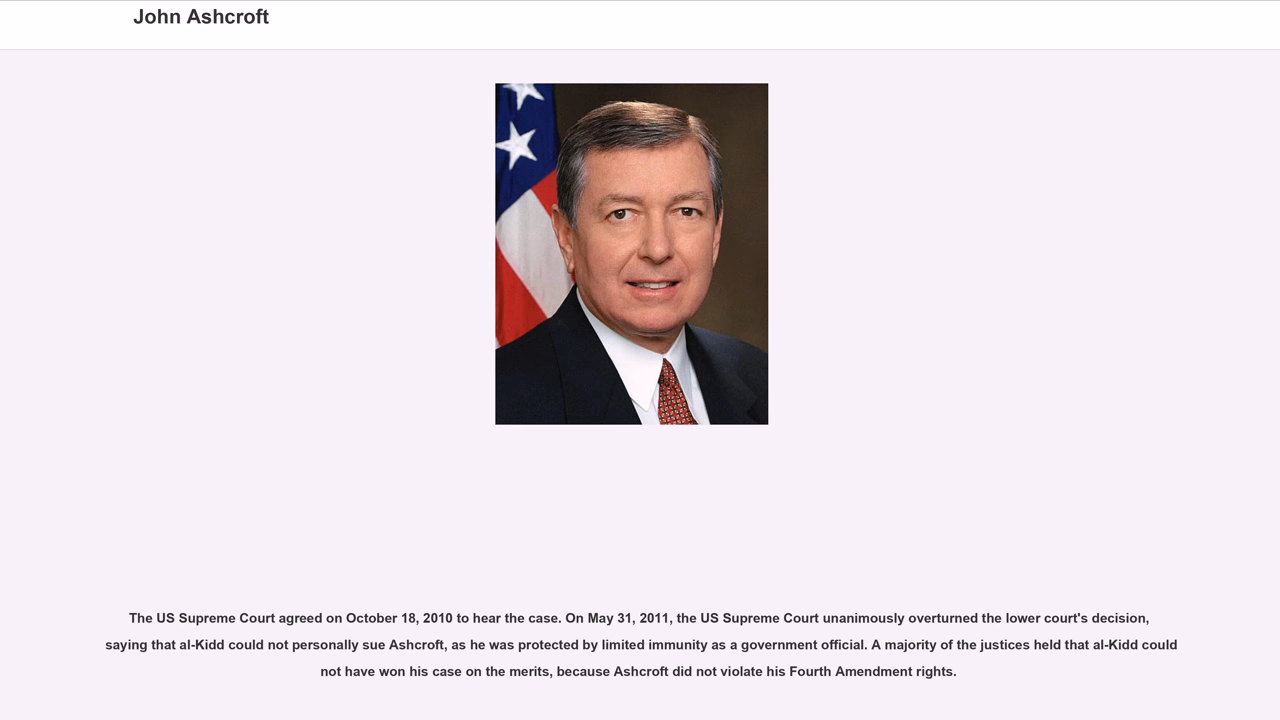 John Ashcroft
The US Supreme Court agreed on October 18, 2010 to hear the case. On May 31, 2011, the US Supreme Court unanimously overturned the lower court's decision,
saying that al-Kidd could not personally sue Ashcroft, as he was protected by limited immunity as a government official. A majority of the justices held that al-Kidd could
not have won his case on the merits, because Ashcroft did not violate his Fourth Amendment rights.